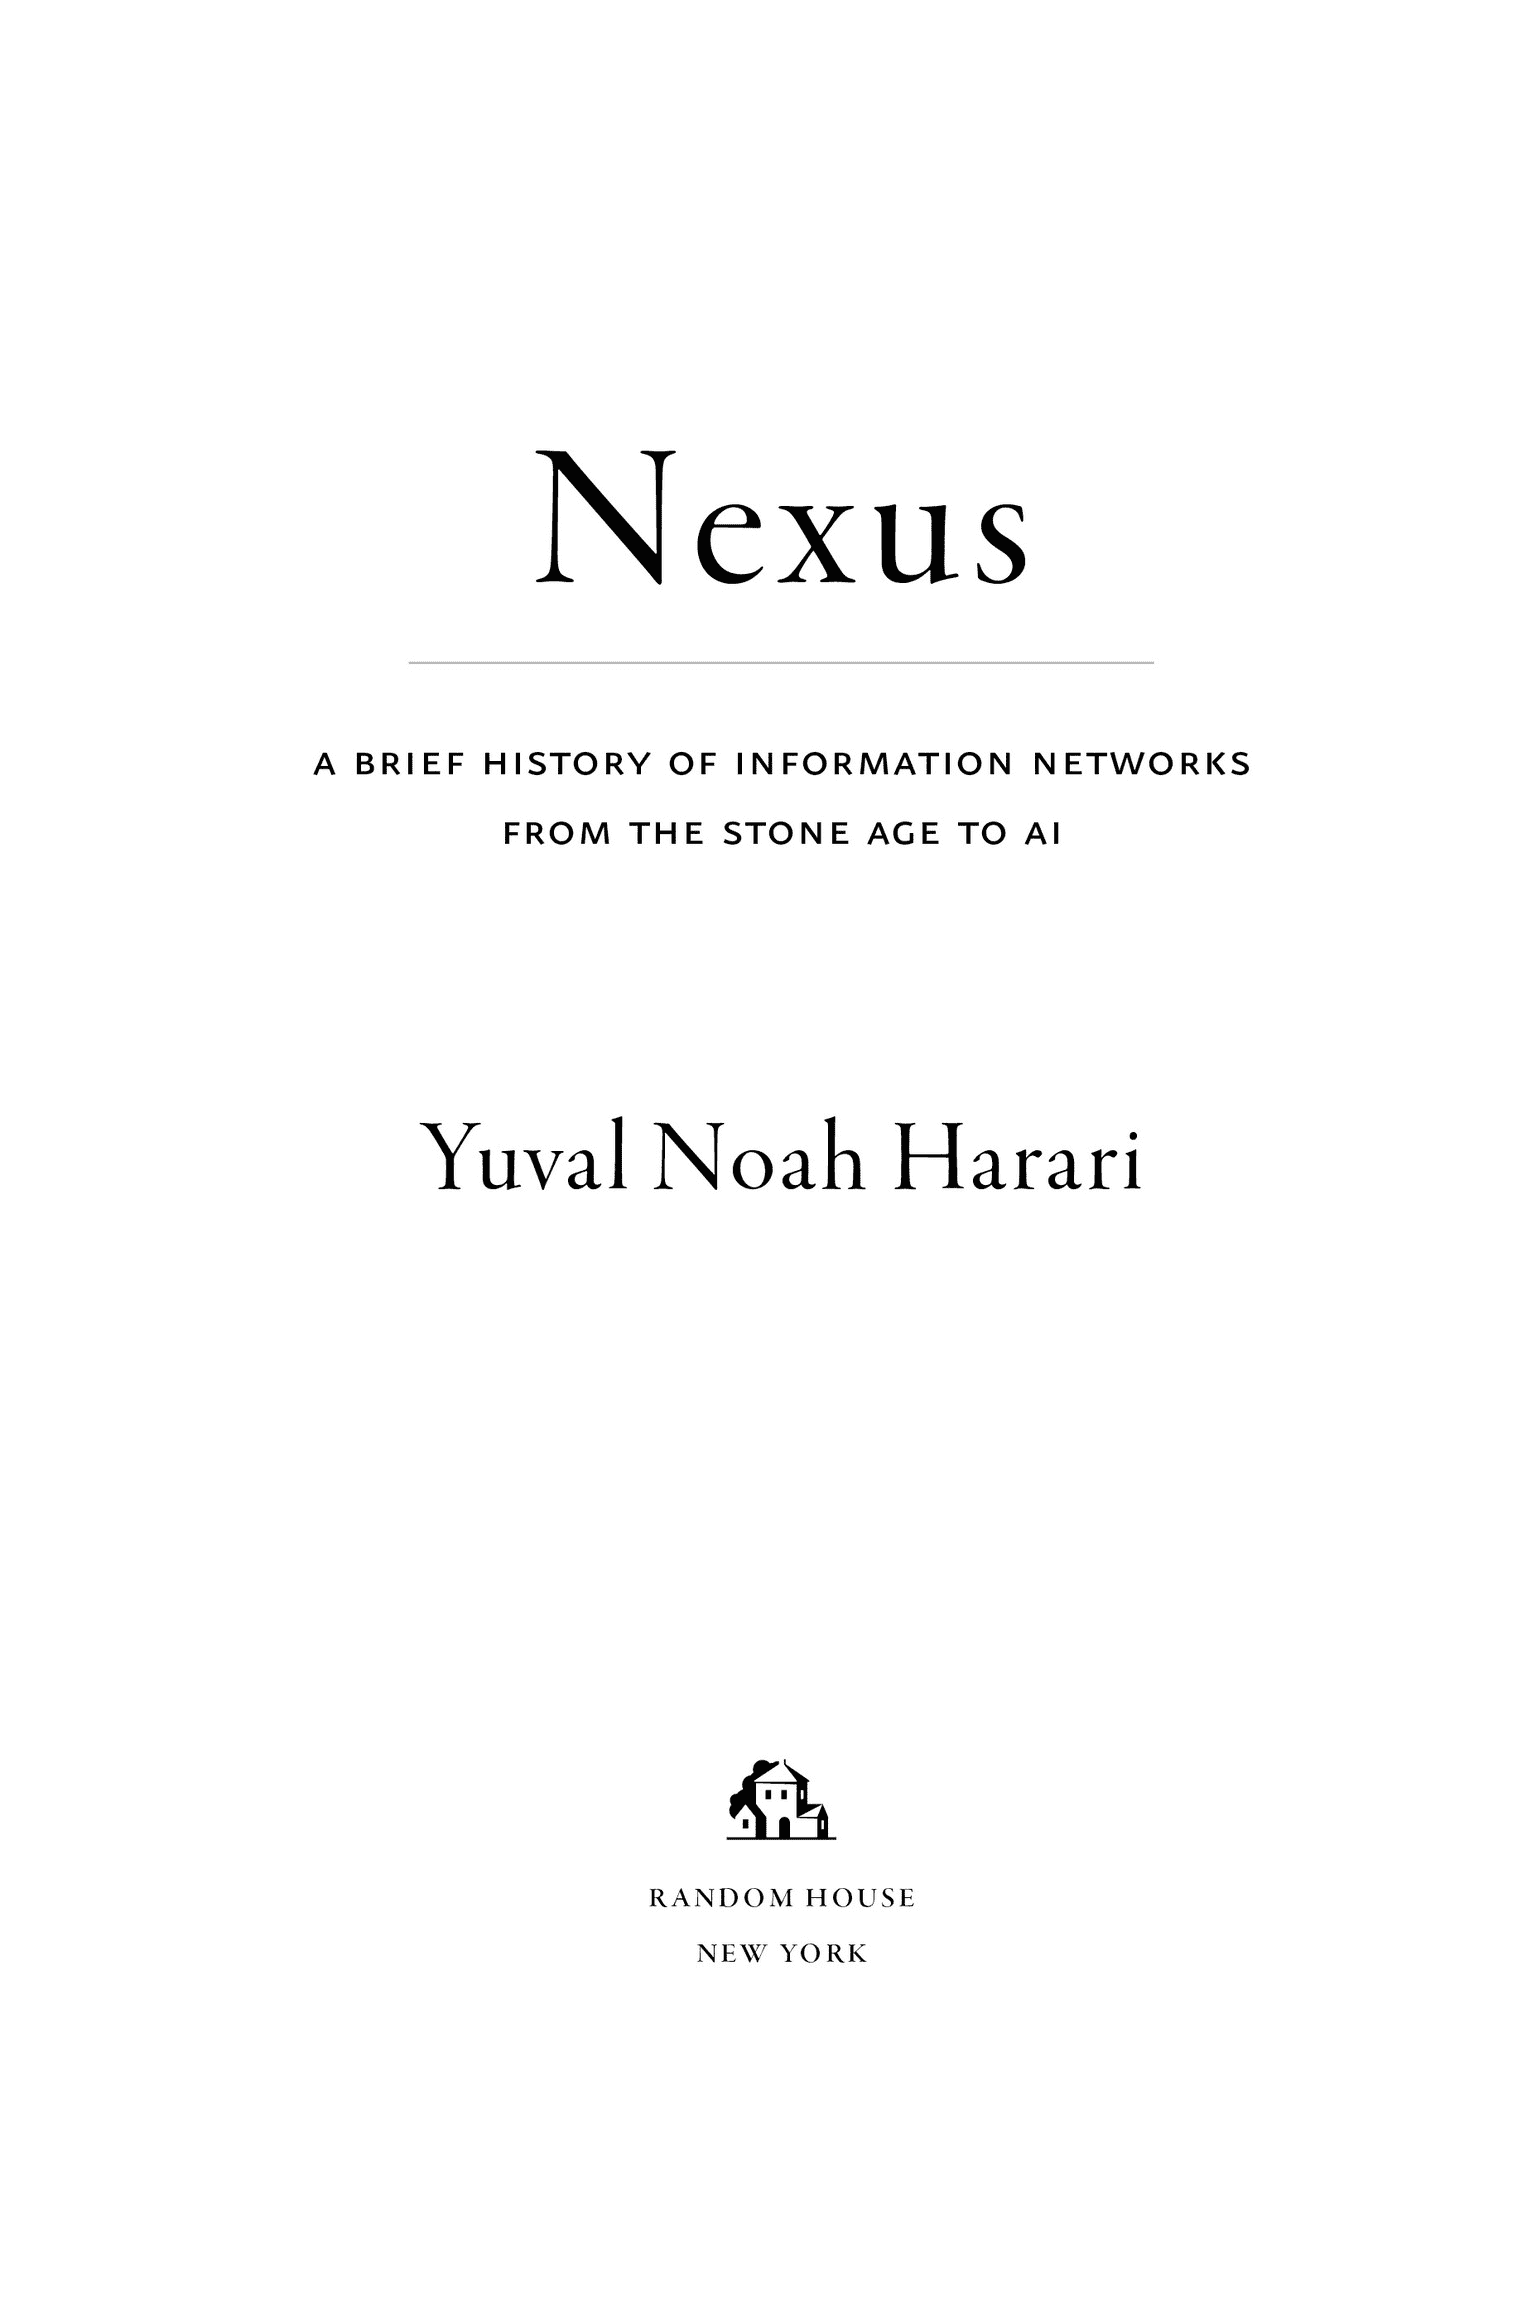 Nexus
A BRIEF HISTORY OF INFORMATION NETWORKS
FROM THE STONE AGE TO AI
Yuval Noah Harari
RANDOM HOUSE
NEW YORK